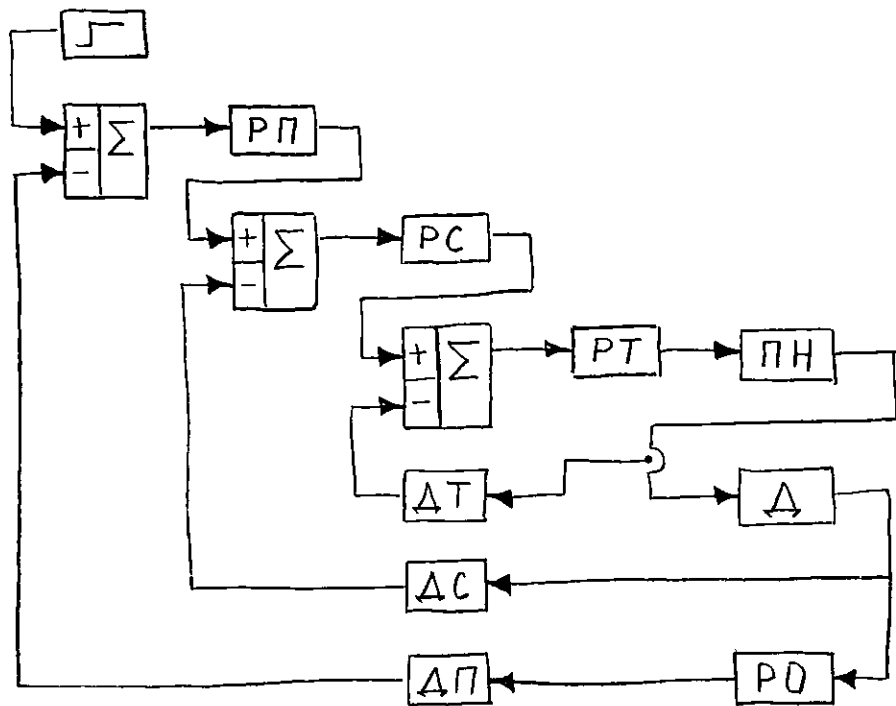 + Σ РП
-
+ Σ РС
-
+ Σ РТ ПН
-
ДТ Д
ДС
ДП РО